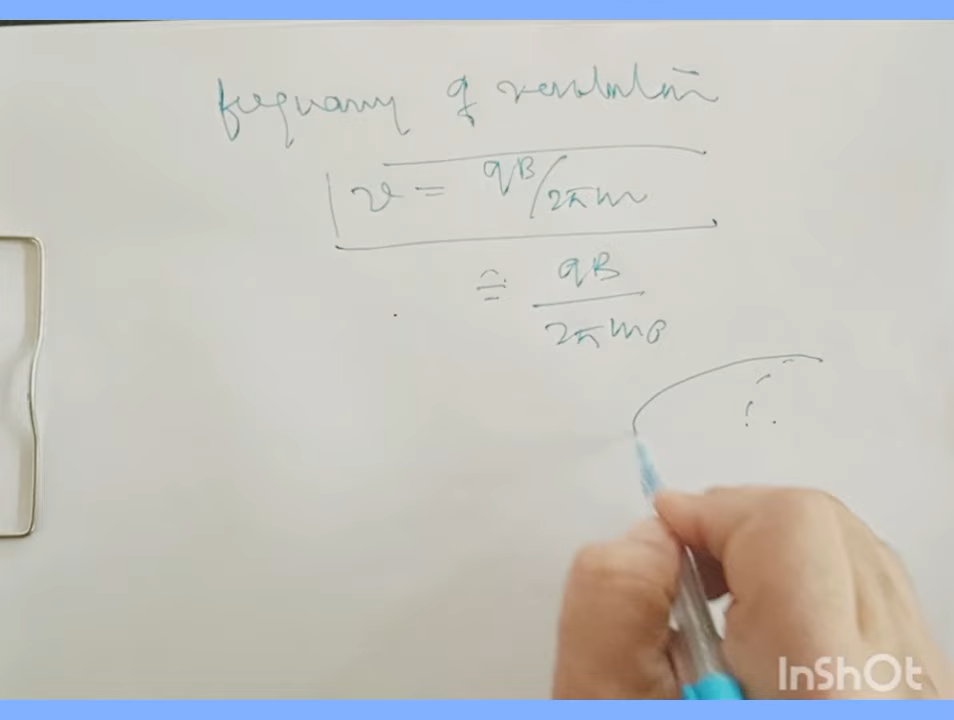 frequency of revolution
ν = qB/2πm
≈ qB
2πm0
InShOt